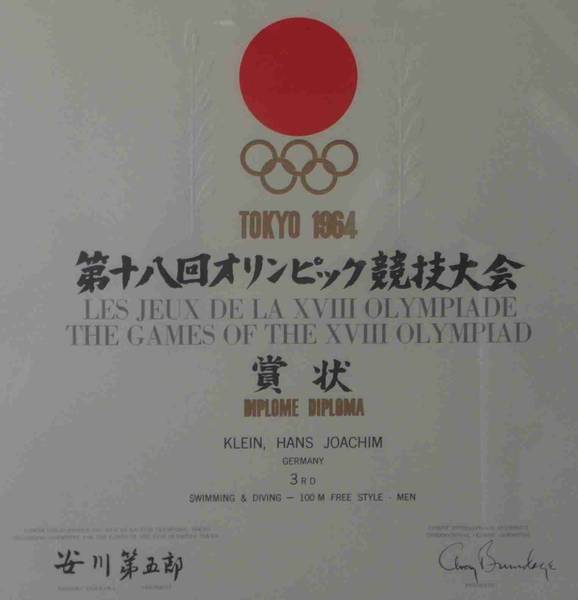 TOKYO 1964
第十八回オリンピック競技大会
LES JEUX DE LA XVIII OLYMPIADE
THE GAMES OF THE XVIII OLYMPIAD
賞状
DIPLOME DIPLOMA
KLEIN, HANS JOACHIM
GERMANY
3RD
SWIMMING & DIVING — 100 M FREE STYLE - MEN
安川第五郎
Avery Brundage